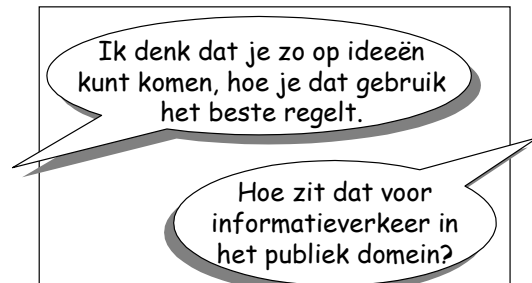 Ik denk dat je zo op ideeën
kunt komen, hoe je dat gebruik
het beste regelt.
Hoe zit dat voor
informatieverkeer in
het publiek domein?